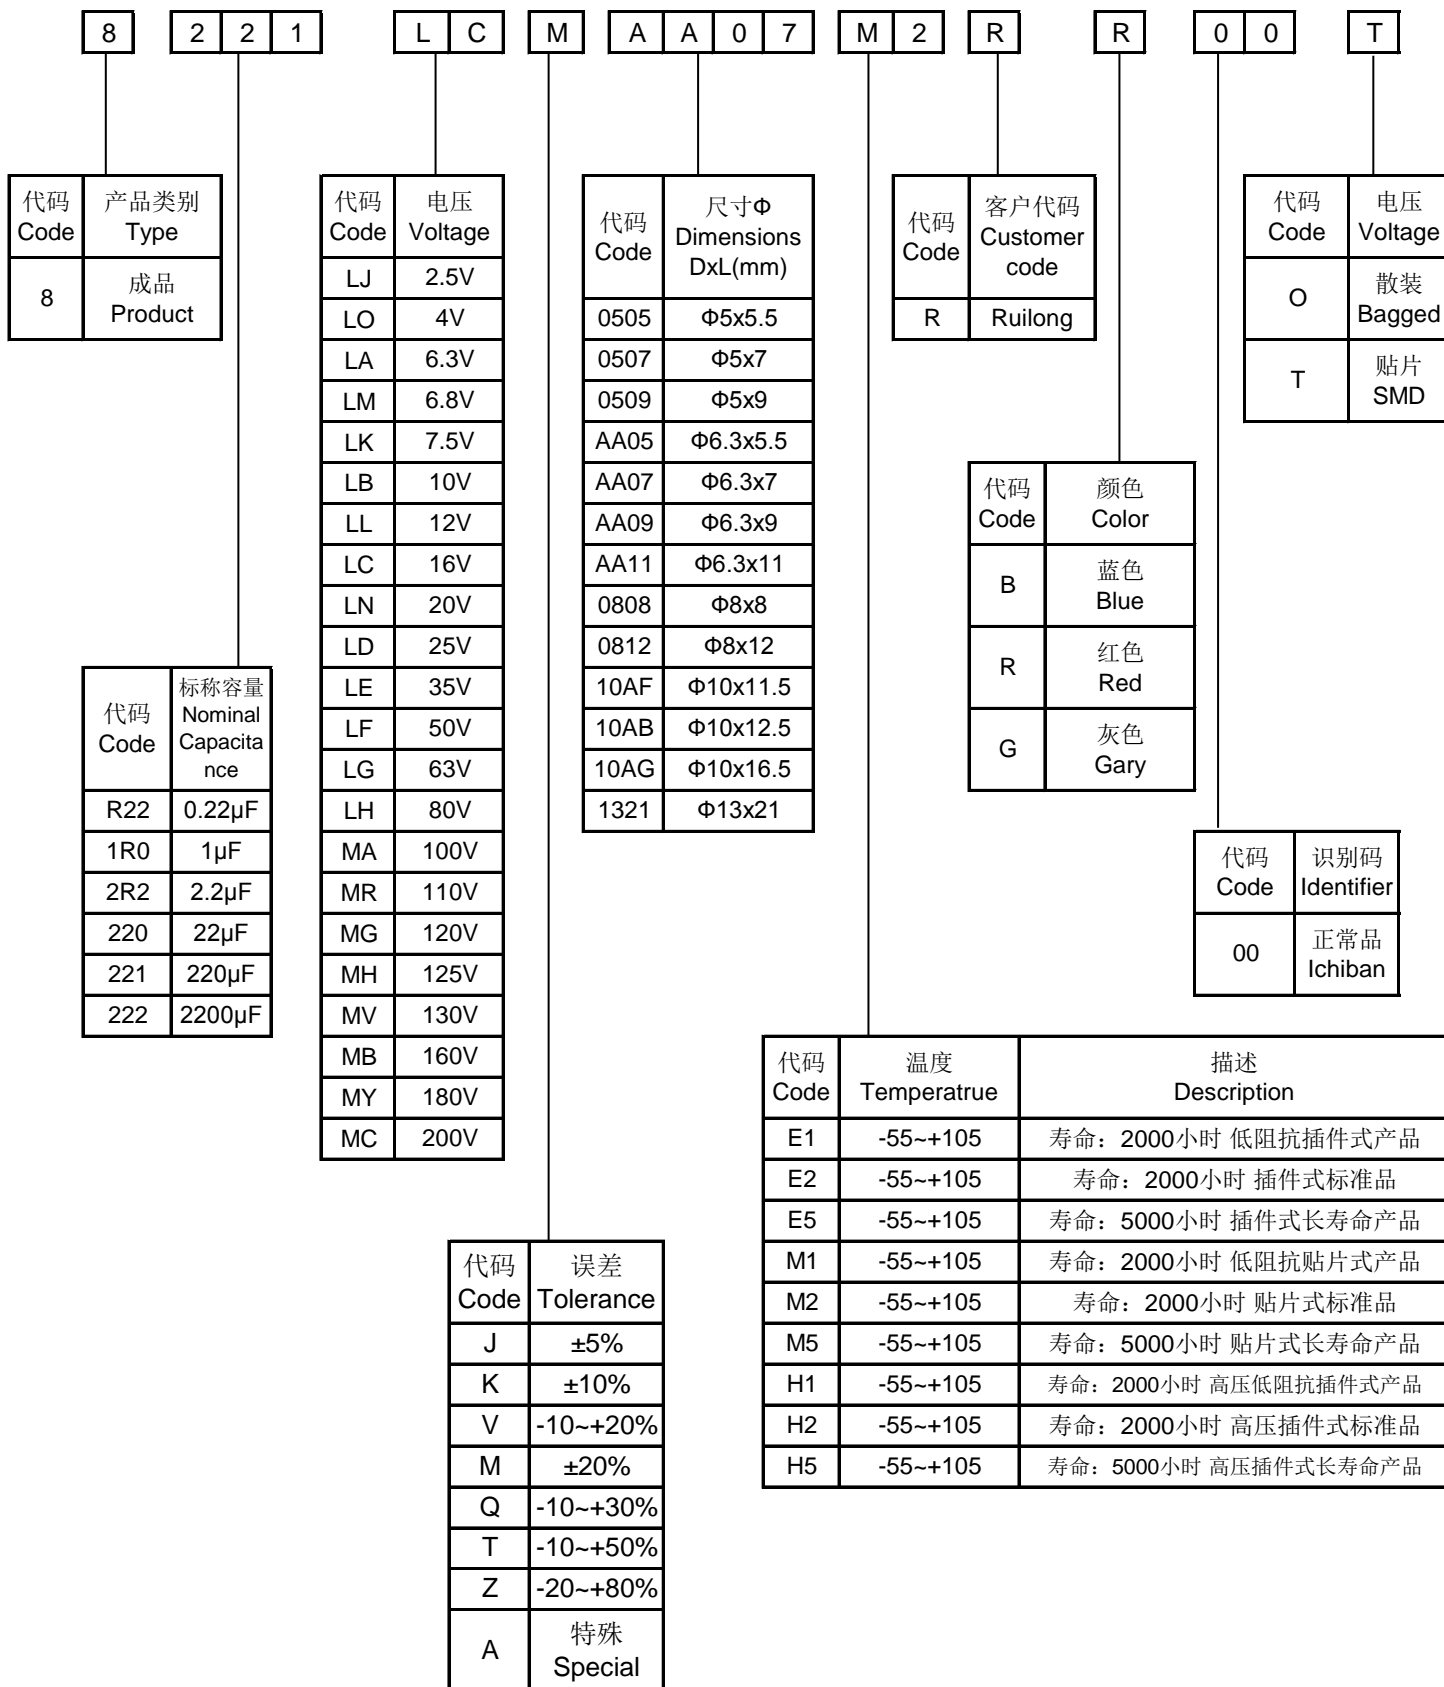 8 2 2 1 L C M A A 0 7 M 2 R R 0 0 T
代码 产品类别
Code Type
8 成品
Product
代码 标称容量
Code Nominal
Capacita
nce
R22 0.22μF
1R0 1μF
2R2 2.2μF
220 22μF
221 220μF
222 2200μF
代码 电压
Code Voltage
LJ 2.5V
LO 4V
LA 6.3V
LM 6.8V
LK 7.5V
LB 10V
LL 12V
LC 16V
LN 20V
LD 25V
LE 35V
LF 50V
LG 63V
LH 80V
MA 100V
MR 110V
MG 120V
MH 125V
MV 130V
MB 160V
MY 180V
MC 200V
代码 误差
Code Tolerance
J ±5%
K ±10%
V -10~+20%
M ±20%
Q -10~+30%
T -10~+50%
Z -20~+80%
A 特殊
Special
代码 尺寸Φ
Code Dimensions
DxL(mm)
0505 Φ5x5.5
0507 Φ5x7
0509 Φ5x9
AA05 Φ6.3x5.5
AA07 Φ6.3x7
AA09 Φ6.3x9
AA11 Φ6.3x11
0808 Φ8x8
0812 Φ8x12
10AF Φ10x11.5
10AB Φ10x12.5
10AG Φ10x16.5
1321 Φ13x21
代码 温度 描述
Code Temperatrue Description
E1 -55~+105 寿命：2000小时 低阻抗插件式产品
E2 -55~+105 寿命：2000小时 插件式标准品
E5 -55~+105 寿命：5000小时 插件式长寿命产品
M1 -55~+105 寿命：2000小时 低阻抗贴片式产品
M2 -55~+105 寿命：2000小时 贴片式标准品
M5 -55~+105 寿命：5000小时 贴片式长寿命产品
H1 -55~+105 寿命：2000小时 高压低阻抗插件式产品
H2 -55~+105 寿命：2000小时 高压插件式标准品
H5 -55~+105 寿命：5000小时 高压插件式长寿命产品
代码 客户代码
Code Customer
code
R Ruilong
代码 颜色
Code Color
B 蓝色
Blue
R 红色
Red
G 灰色
Gary
代码 识别码
Code Identifier
00 正常品
Ichiban
代码 电压
Code Voltage
O 散装
Bagged
T 贴片
SMD